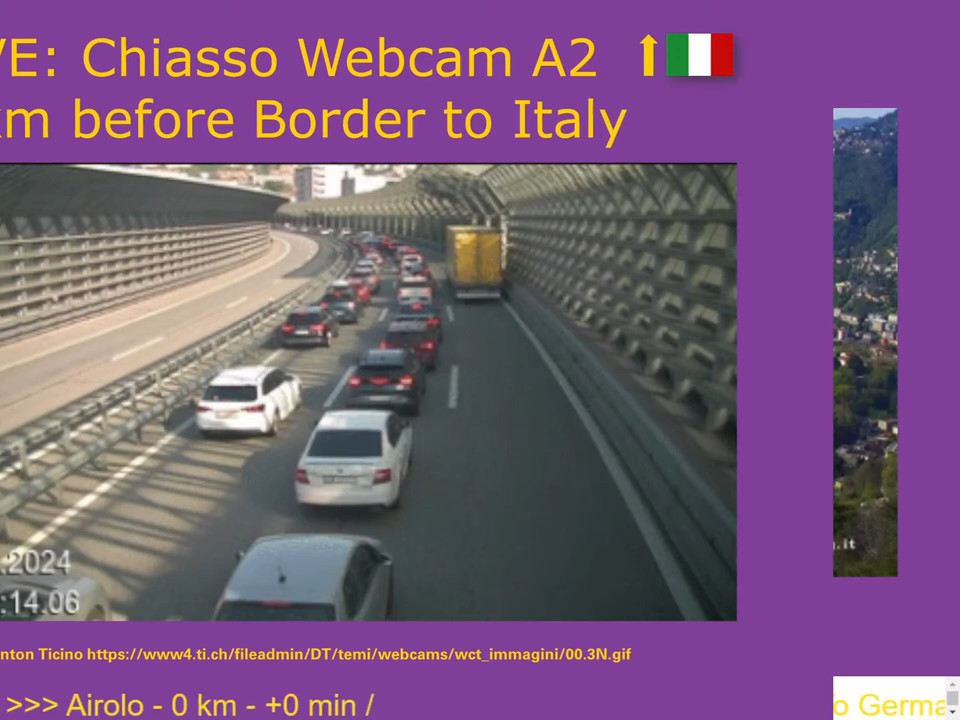 VE: Chiasso Webcam A2
km before Border to Italy
.2024
:14.06
nton Ticino https://www4.ti.ch/fileadmin/DT/temi/webcams/wct_immagini/00.3N.gif
.it
>>> Airolo - 0 km - +0 min /
o Germa